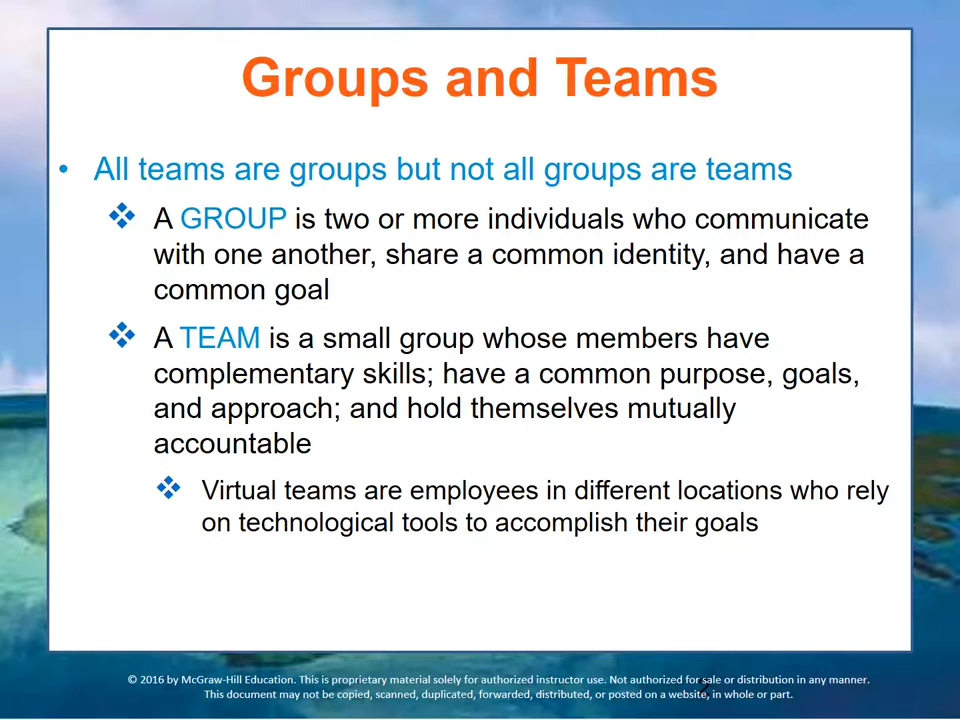 Groups and Teams
• All teams are groups but not all groups are teams
❖ A GROUP is two or more individuals who communicate
with one another, share a common identity, and have a
common goal
❖ A TEAM is a small group whose members have
complementary skills; have a common purpose, goals,
and approach; and hold themselves mutually
accountable
❖ Virtual teams are employees in different locations who rely
on technological tools to accomplish their goals
© 2016 by McGraw-Hill Education. This is proprietary material solely for authorized instructor use. Not authorized for sale or distribution in any manner.
This document may not be copied, scanned, duplicated, forwarded, distributed, or posted on a website, in whole or part.